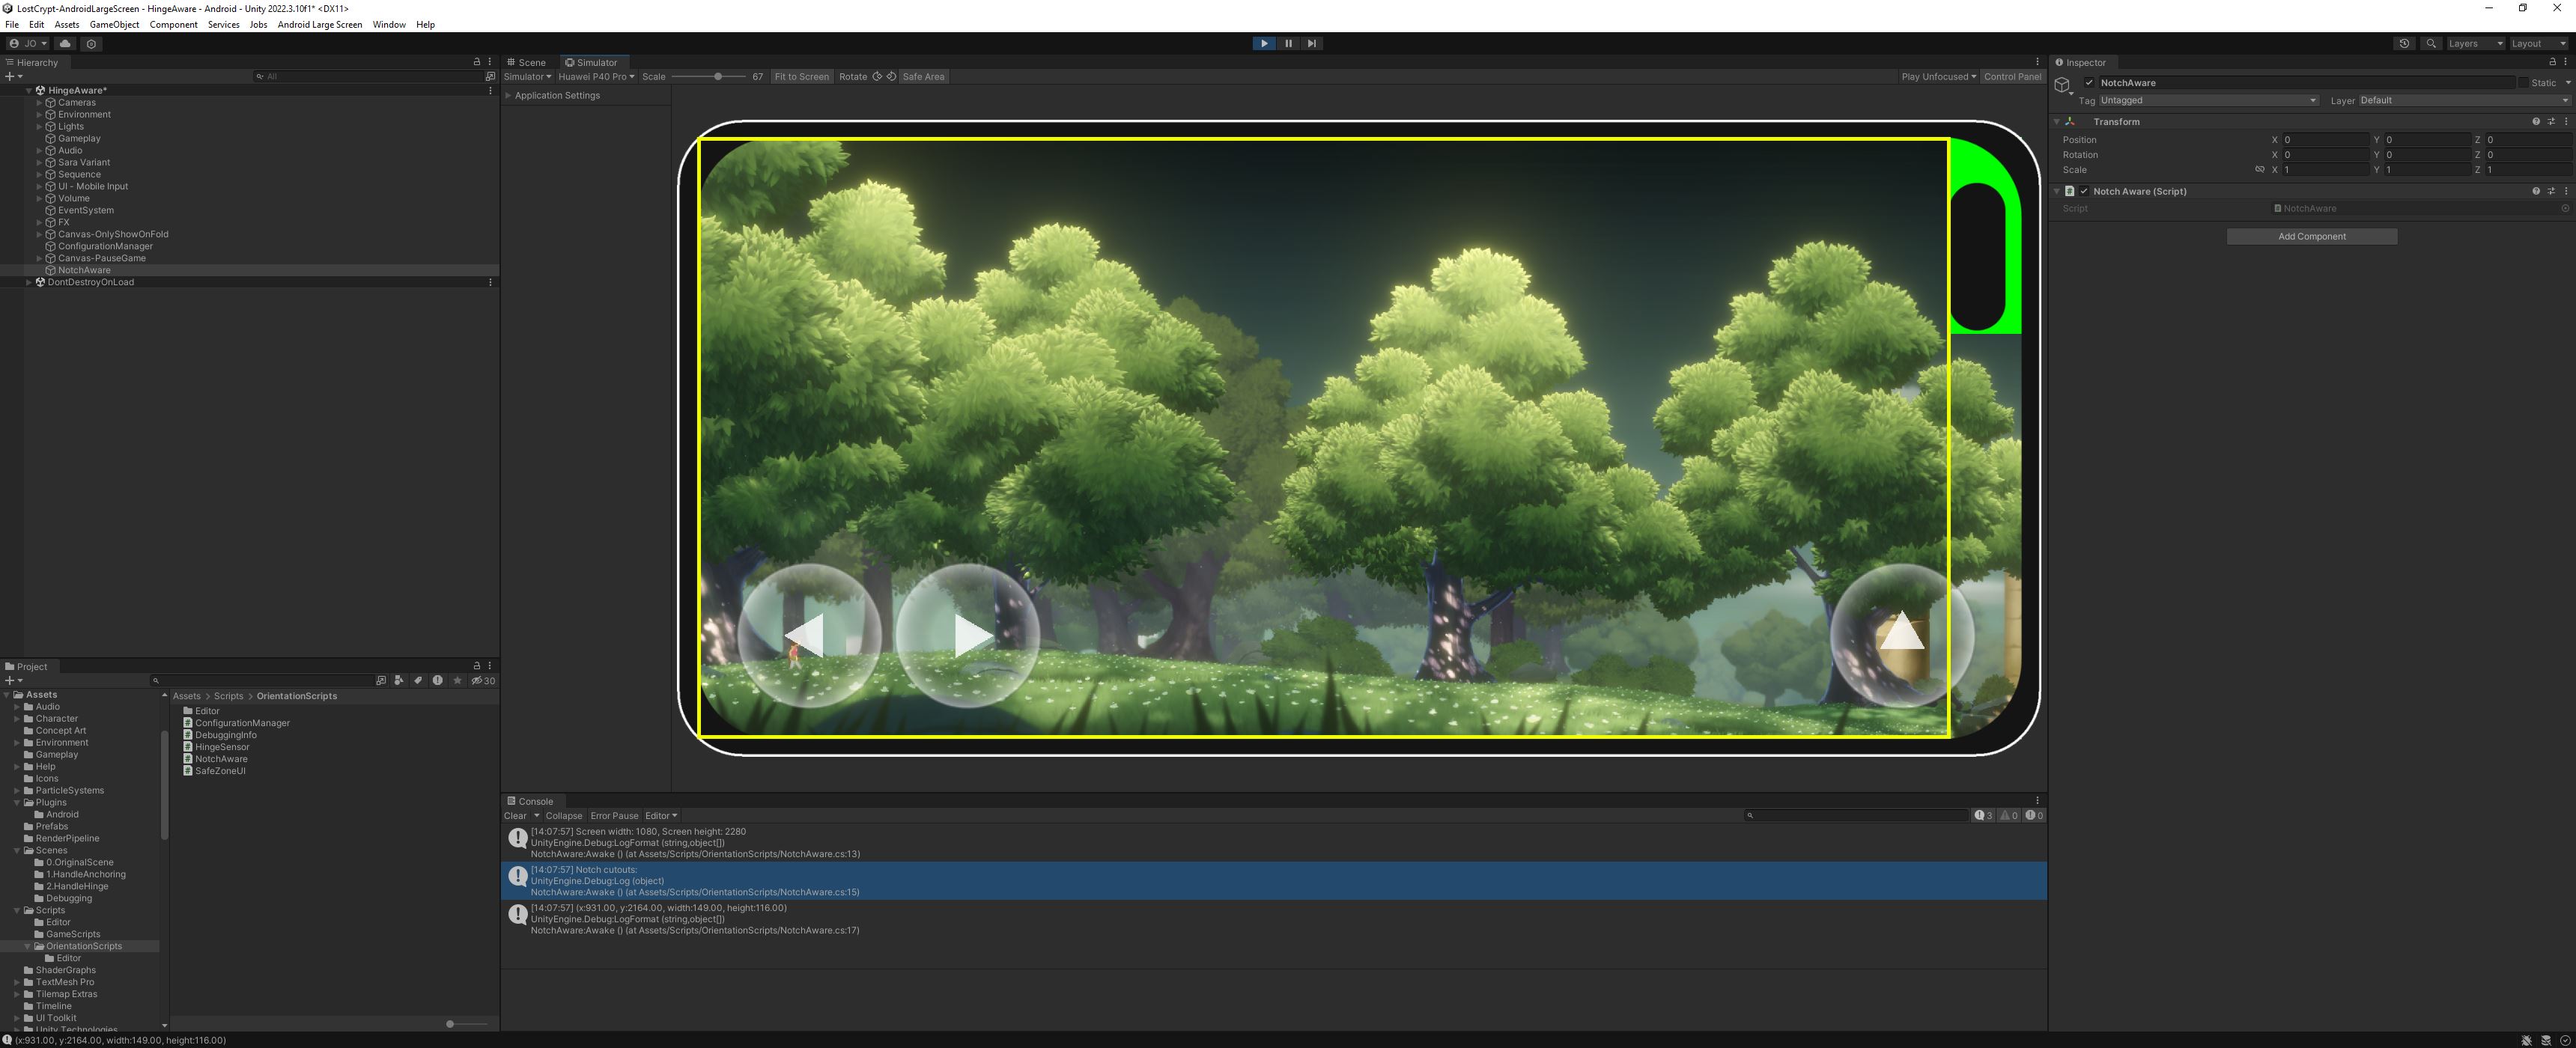 LostCrypt-AndroidLargeScreen - HingeAware - Android - Unity 2022.3.10f1* <DX11>
File Edit Assets GameObject Component Services Jobs Android Large Screen Window Help
JO
Layers Layout
Hierarchy
All
HingeAware*
Cameras
Environment
Lights
Gameplay
Audio
Sara Variant
Sequence
UI - Mobile Input
Volume
EventSystem
FX
Canvas-OnlyShowOnFold
ConfigurationManager
Canvas-PauseGame
NotchAware
DontDestroyOnLoad
Scene Simulator
Simulator Huawei P40 Pro Scale 67 Fit to Screen Rotate Safe Area Play Unfocused Control Panel
Application Settings
Inspector
NotchAware Static
Tag Untagged Layer Default
Transform
Position X 0 Y 0 Z 0
Rotation X 0 Y 0 Z 0
Scale X 1 Y 1 Z 1
Notch Aware (Script)
Script NotchAware
Add Component
Project
30
Assets
Audio
Character
Concept Art
Environment
Gameplay
Help
Icons
ParticleSystems
Plugins
Android
Prefabs
RenderPipeline
Scenes
0.OriginalScene
1.HandleAnchoring
2.HandleHinge
Debugging
Scripts
Editor
GameScripts
OrientationScripts
Editor
ShaderGraphs
TextMesh Pro
Tilemap Extras
Timeline
UI Toolkit
Unity Technologies
Assets > Scripts > OrientationScripts
Editor
ConfigurationManager
DebuggingInfo
HingeSensor
NotchAware
SafeZoneUI
Console
Clear Collapse Error Pause Editor 3 0 0
[14:07:57] Screen width: 1080, Screen height: 2280
UnityEngine.Debug:LogFormat (string,object[])
NotchAware:Awake () (at Assets/Scripts/OrientationScripts/NotchAware.cs:13)
[14:07:57] Notch cutouts:
UnityEngine.Debug:Log (object)
NotchAware:Awake () (at Assets/Scripts/OrientationScripts/NotchAware.cs:15)
[14:07:57] (x:931.00, y:2164.00, width:149.00, height:116.00)
UnityEngine.Debug:LogFormat (string,object[])
NotchAware:Awake () (at Assets/Scripts/OrientationScripts/NotchAware.cs:17)
(x:931.00, y:2164.00, width:149.00, height:116.00)